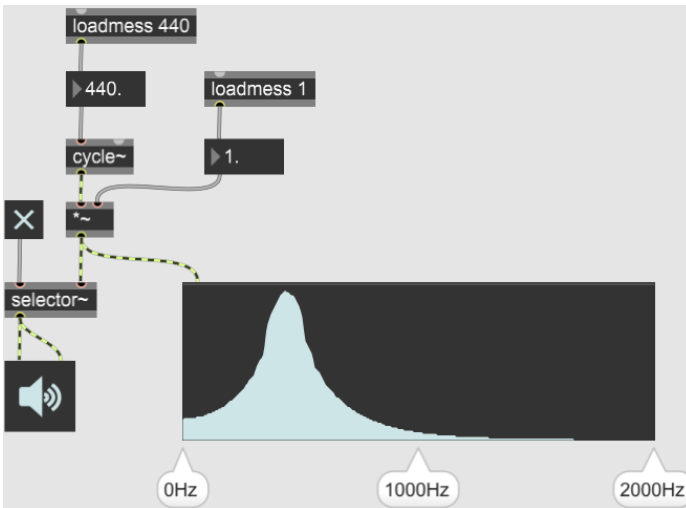 loadmess 440
440.
loadmess 1
cycle~
1.
*~
selector~
0Hz
1000Hz
2000Hz